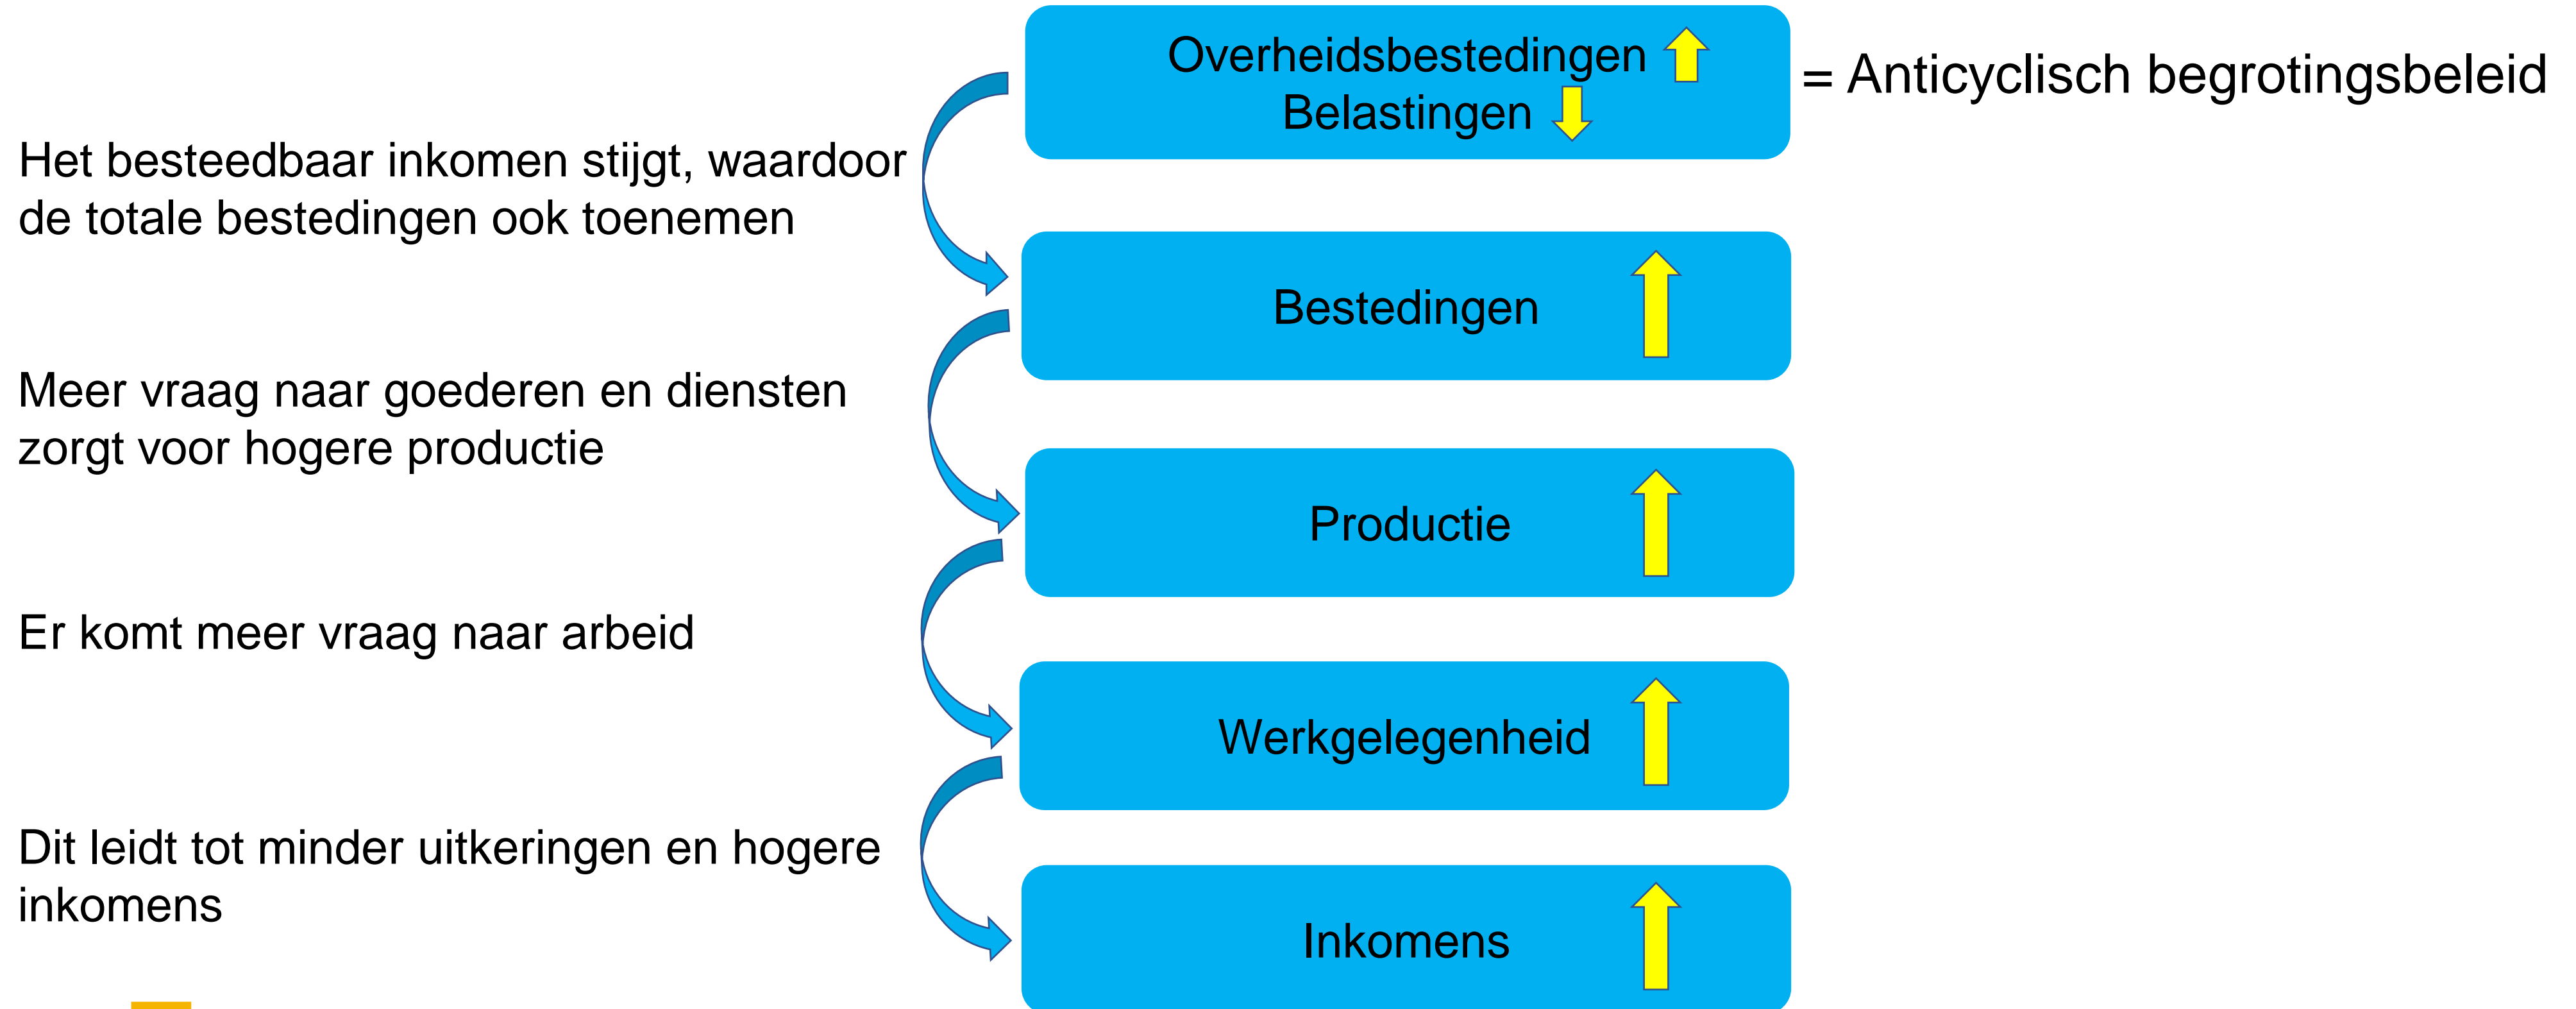 Overheidsbestedingen
Belastingen
= Anticyclisch begrotingsbeleid
Het besteedbaar inkomen stijgt, waardoor
de totale bestedingen ook toenemen
Bestedingen
Meer vraag naar goederen en diensten
zorgt voor hogere productie
Productie
Er komt meer vraag naar arbeid
Werkgelegenheid
Dit leidt tot minder uitkeringen en hogere
inkomens
Inkomens